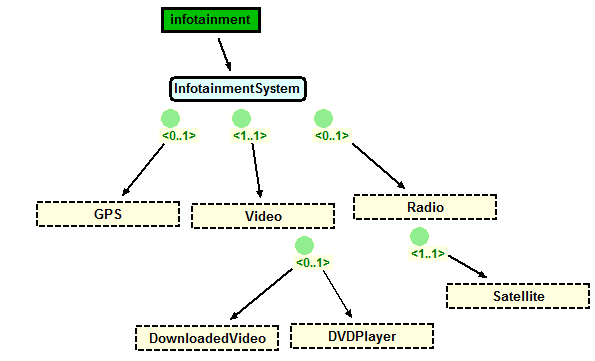 infotainment
InfotainmentSystem
<0..1> <1..1> <0..1>
GPS Video Radio
<0..1> <1..1>
Satellite
DownloadedVideo DVDPlayer